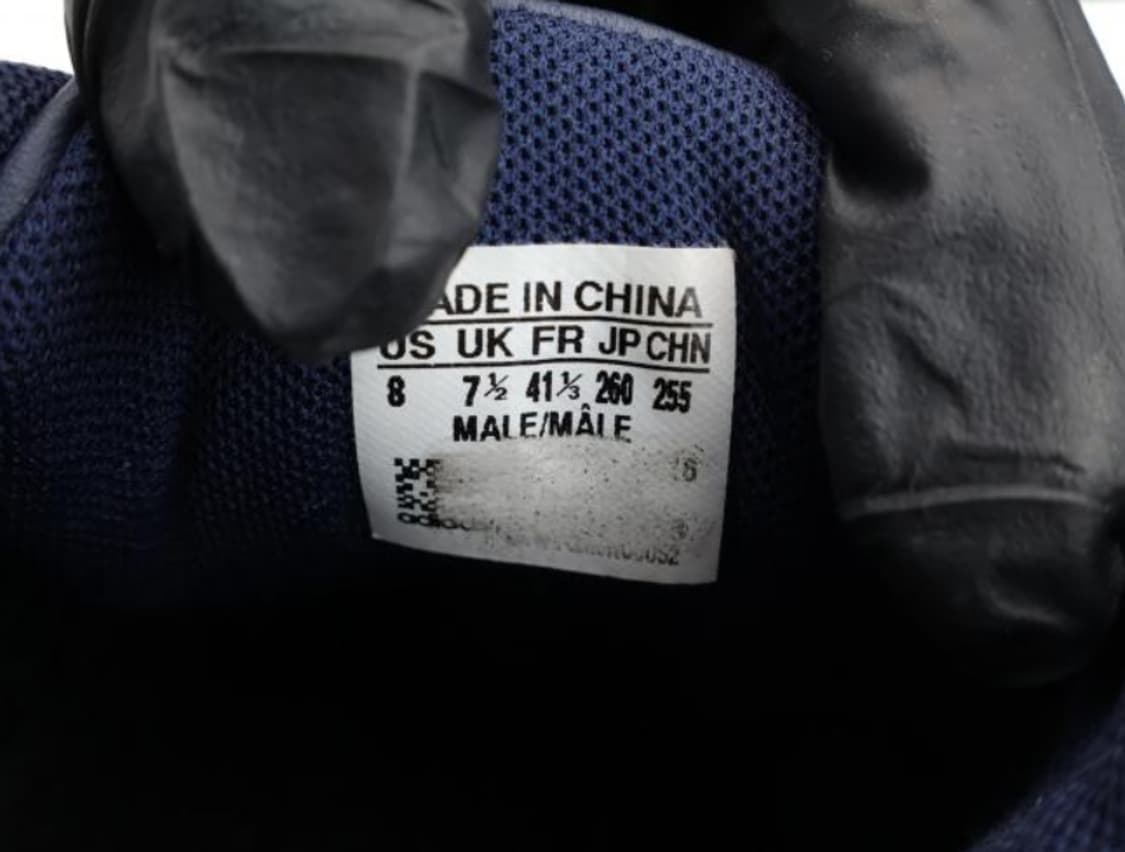 ADE IN CHINA
US UK FR JP CHN
8 7½ 41⅓ 260 255
MALE/MÂLE